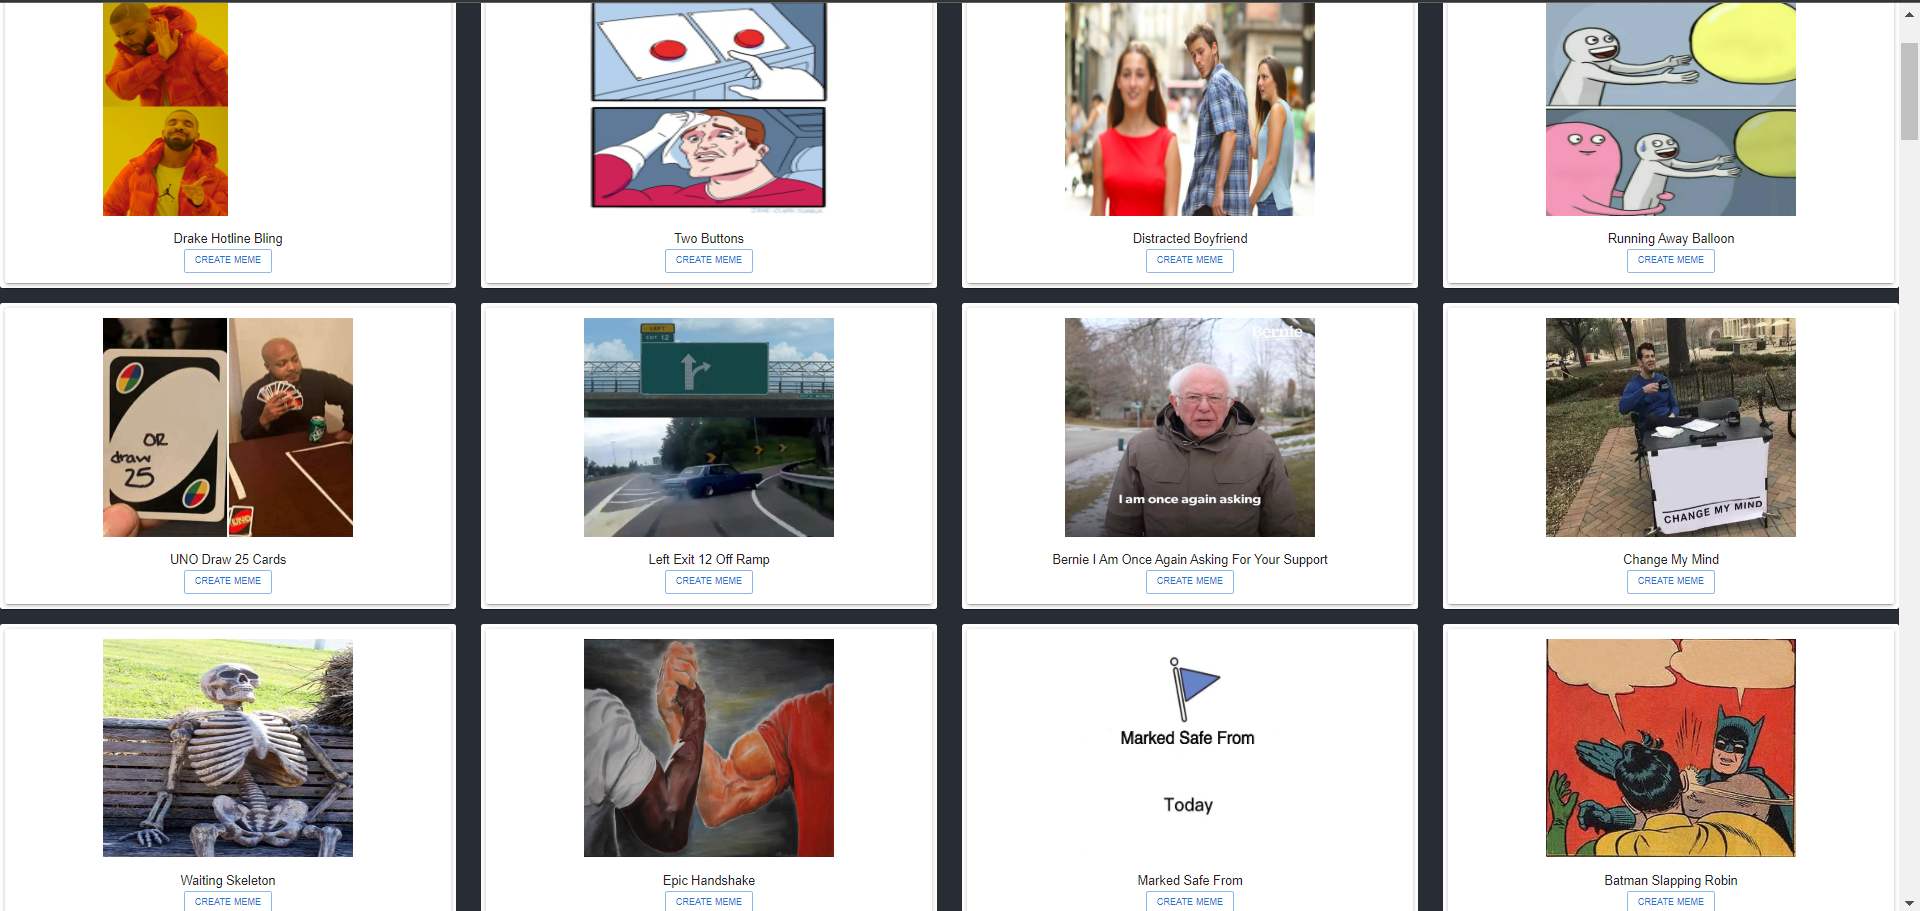 Drake Hotline Bling
CREATE MEME
Two Buttons
CREATE MEME
Distracted Boyfriend
CREATE MEME
Running Away Balloon
CREATE MEME
OR
draw
25
UNO
UNO Draw 25 Cards
CREATE MEME
LEFT
EXIT 12
Left Exit 12 Off Ramp
CREATE MEME
Bernie
I am once again asking
Bernie I Am Once Again Asking For Your Support
CREATE MEME
CHANGE MY MIND
Change My Mind
CREATE MEME
Waiting Skeleton
CREATE MEME
Epic Handshake
CREATE MEME
Marked Safe From
Today
Marked Safe From
CREATE MEME
Batman Slapping Robin
CREATE MEME